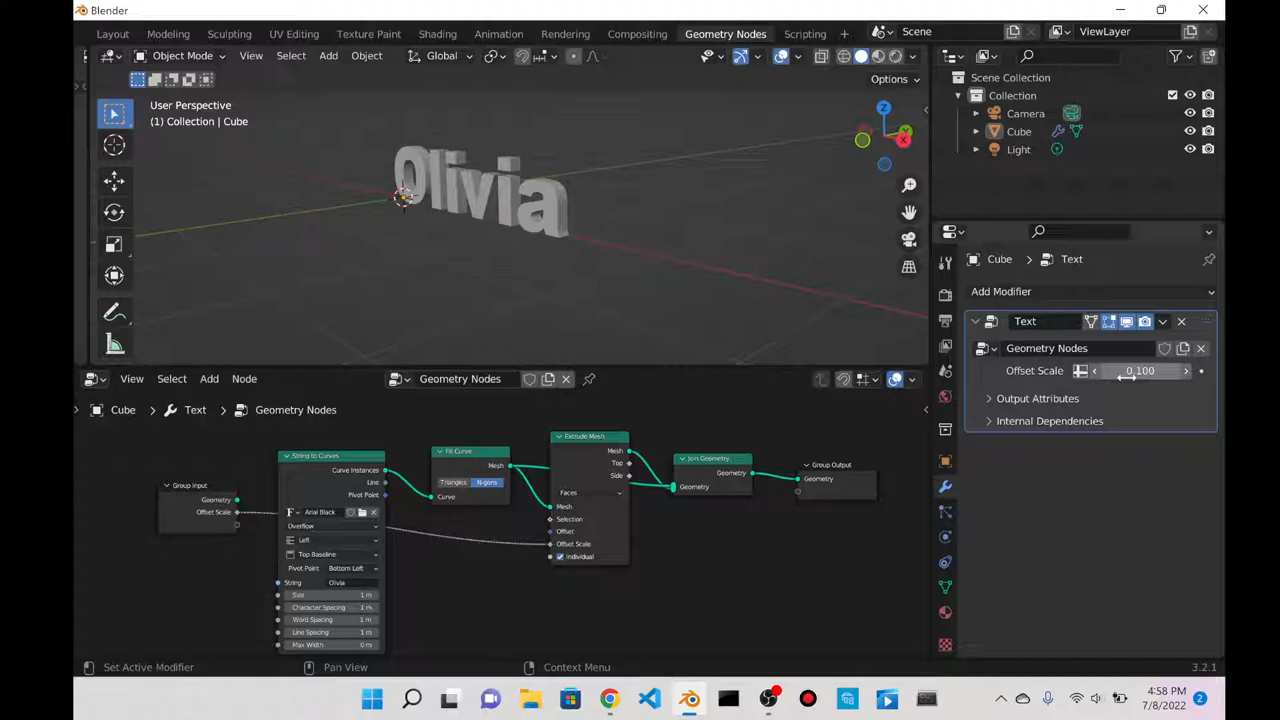 Blender
Layout Modeling Sculpting UV Editing Texture Paint Shading Animation Rendering Compositing Geometry Nodes Scripting + Scene ViewLayer
Object Mode View Select Add Object Global
Options
User Perspective
(1) Collection | Cube
Z
Y
X
Olivia
Scene Collection
Collection
Camera
Cube
Light
Cube > Text
Add Modifier
Text
Geometry Nodes
Offset Scale 0.100
Output Attributes
Internal Dependencies
View Select Add Node Geometry Nodes
Cube > Text > Geometry Nodes
Group Input
Geometry
Offset Scale
String to Curves
Curve Instances
Line
Pivot Point
Arial Black
Overflow
Left
Top Baseline
Pivot Point Bottom Left
String Olivia
Size 1 m
Character Spacing 1 m
Word Spacing 1 m
Line Spacing 1 m
Max Width 0 m
Fill Curve
Mesh
Triangles N-gons
Curve
Extrude Mesh
Mesh
Top
Side
Faces
Mesh
Selection
Offset
Offset Scale
Individual
Join Geometry
Geometry
Geometry
Group Output
Geometry
Set Active Modifier Pan View Context Menu 3.2.1
4:58 PM
7/8/2022
2